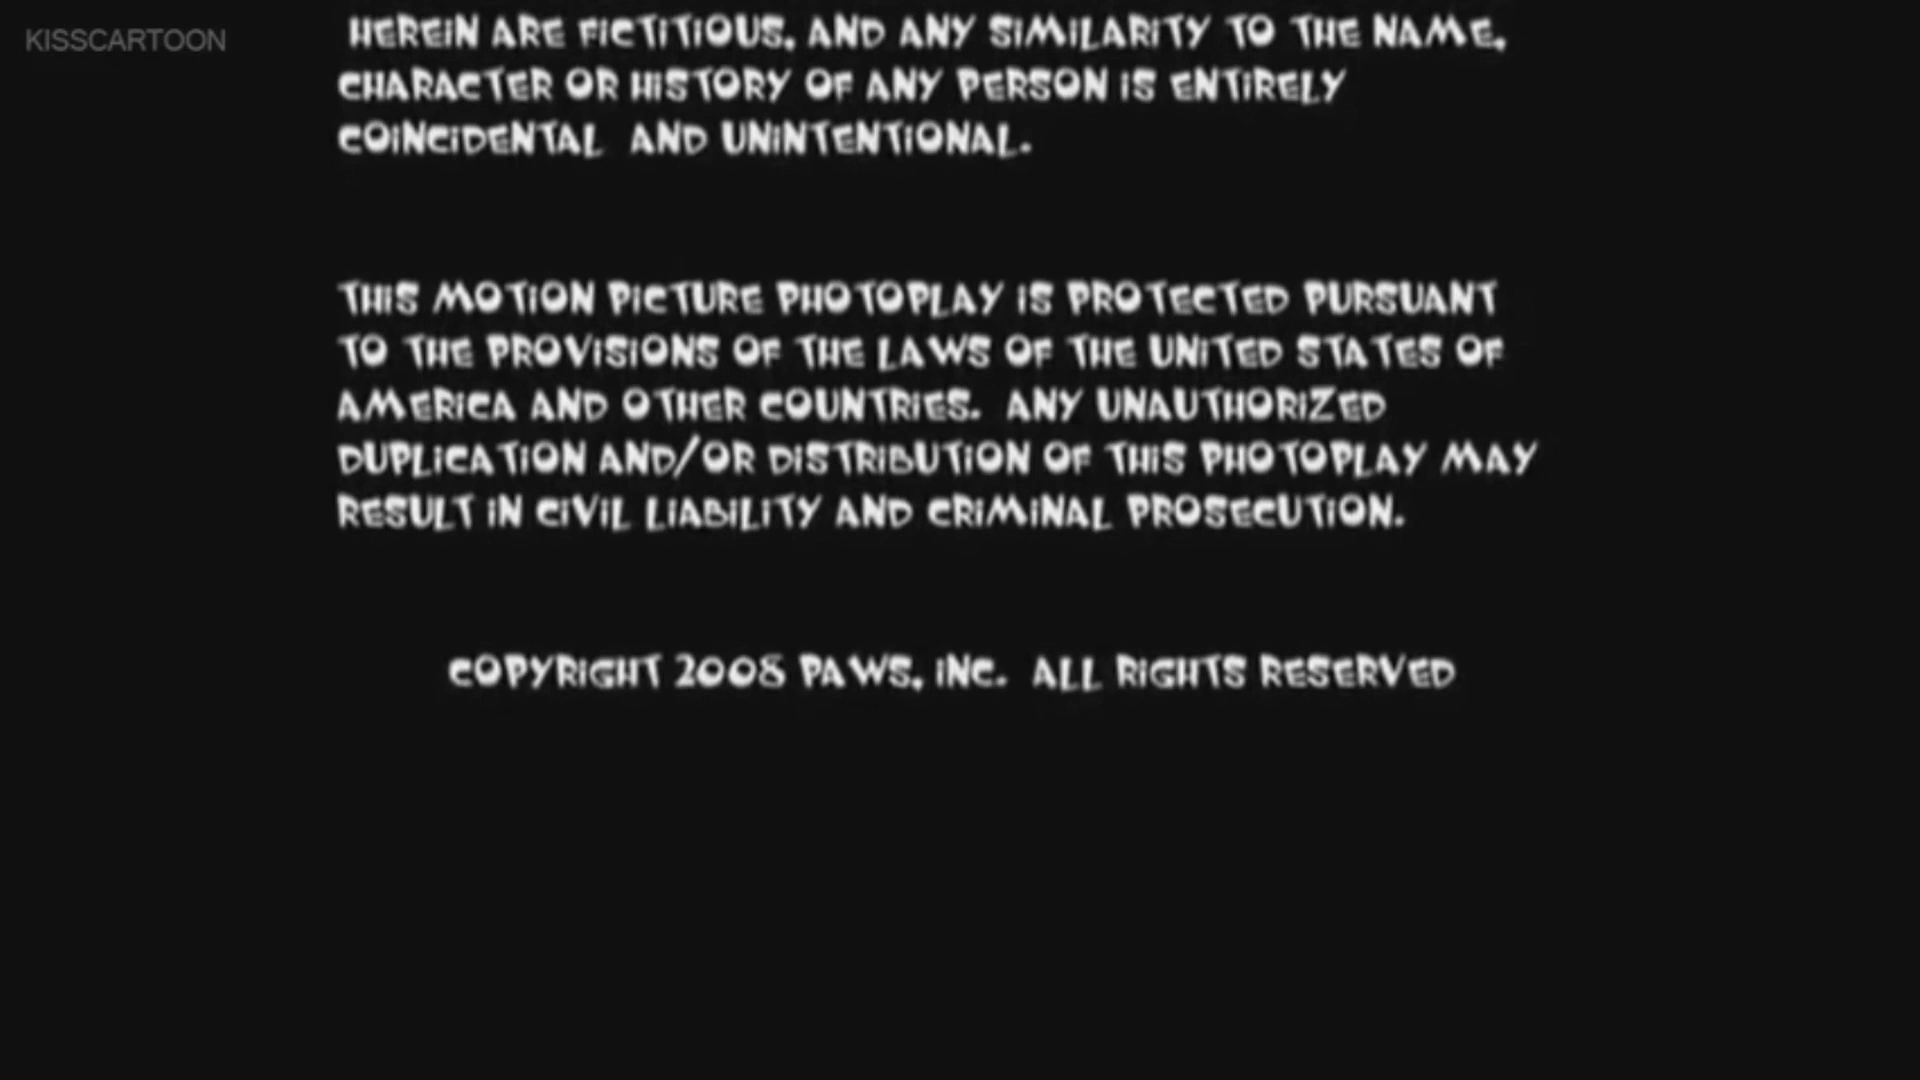 KISSCARTOON
HEREIN ARE FICTITIOUS, AND ANY SIMILARITY TO THE NAME,
CHARACTER OR HISTORY OF ANY PERSON IS ENTIRELY
COINCIDENTAL AND UNINTENTIONAL.
THIS MOTION PICTURE PHOTOPLAY IS PROTECTED PURSUANT
TO THE PROVISIONS OF THE LAWS OF THE UNITED STATES OF
AMERICA AND OTHER COUNTRIES. ANY UNAUTHORIZED
DUPLICATION AND/OR DISTRIBUTION OF THIS PHOTOPLAY MAY
RESULT IN CIVIL LIABILITY AND CRIMINAL PROSECUTION.
COPYRIGHT 2008 PAWS, INC. ALL RIGHTS RESERVED